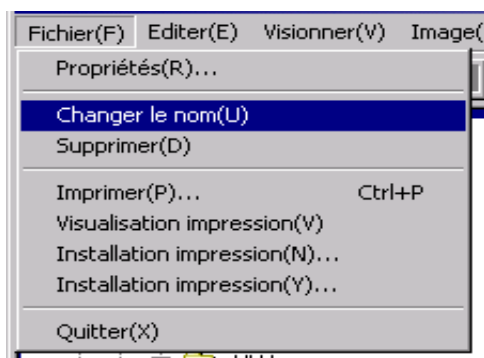 Fichier(F) Editer(E) Visionner(V) Image(
Propriétés(R)...
Changer le nom(U)
Supprimer(D)
Imprimer(P)... Ctrl+P
Visualisation impression(V)
Installation impression(N)...
Installation impression(Y)...
Quitter(X)